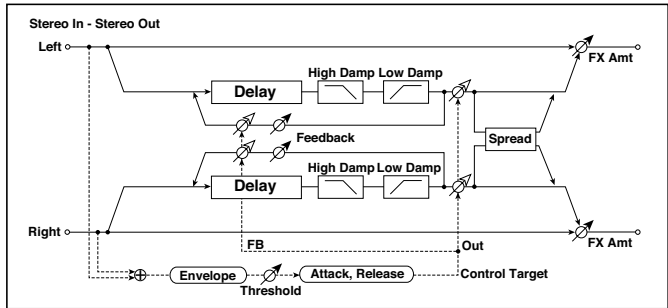 Stereo In - Stereo Out
Left
FX Amt
High Damp Low Damp
Delay
Feedback
Spread
High Damp Low Damp
Delay
Right
FB
Out
FX Amt
Envelope
Threshold
Attack, Release
Control Target